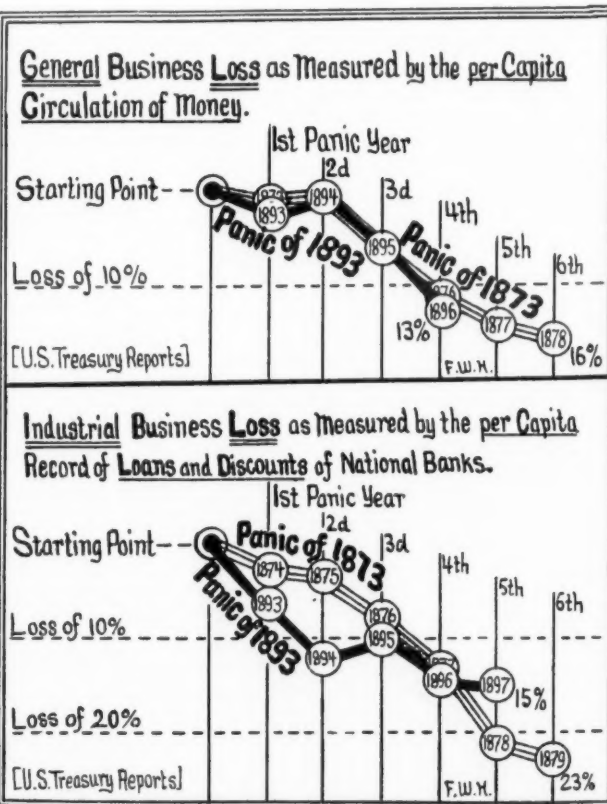 General Business Loss as Measured by the per Capita
Circulation of Money.
1st Panic Year
2d
3d
4th
5th
6th
Starting Point
1893
1894
1895
1896
1877
1878
Panic of 1893
Panic of 1873
Loss of 10%
13%
16%
[U.S. Treasury Reports]
F.W.H.
Industrial Business Loss as Measured by the per Capita
Record of Loans and Discounts of National Banks.
1st Panic Year
2d
3d
4th
5th
6th
Starting Point
Panic of 1873
1874
1875
1876
Panic of 1893
1893
1894
1895
1896
1897
15%
Loss of 10%
Loss of 20%
1878
1879
23%
[U.S. Treasury Reports]
F.W.H.